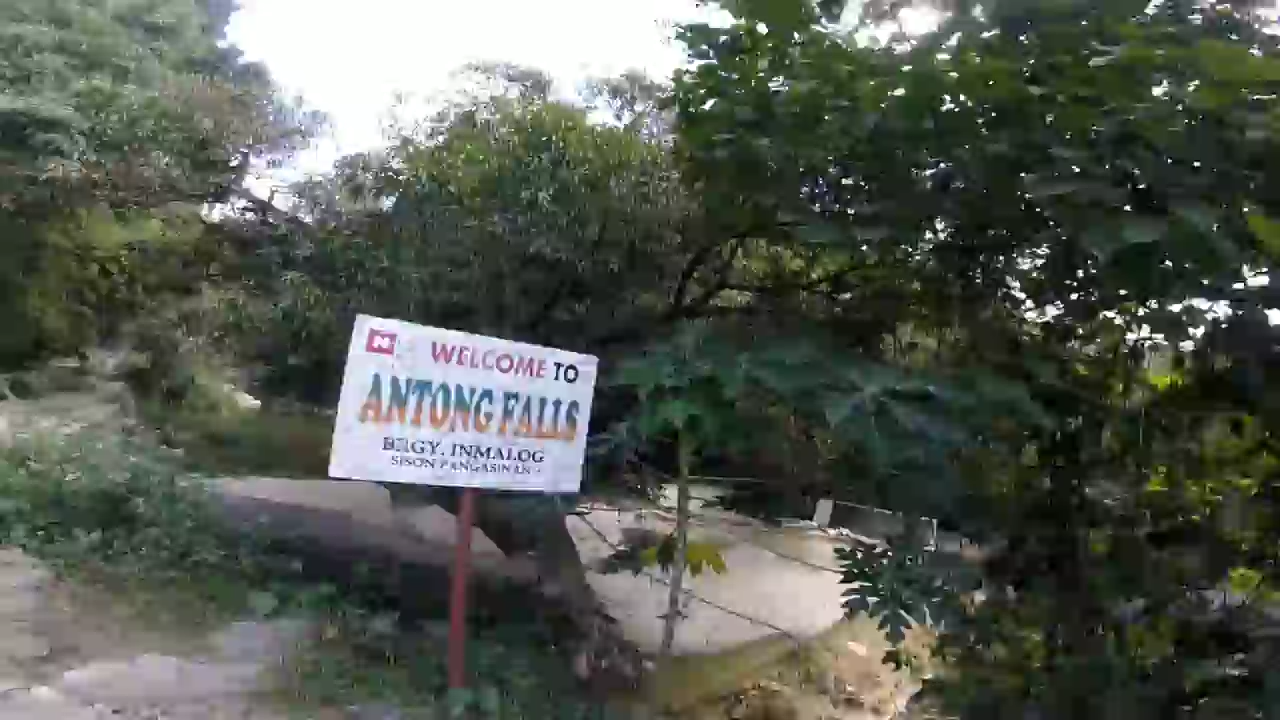 N
WELCOME TO
ANTONG FALLS
BRGY. INMALOG
SISON PANGASINAN